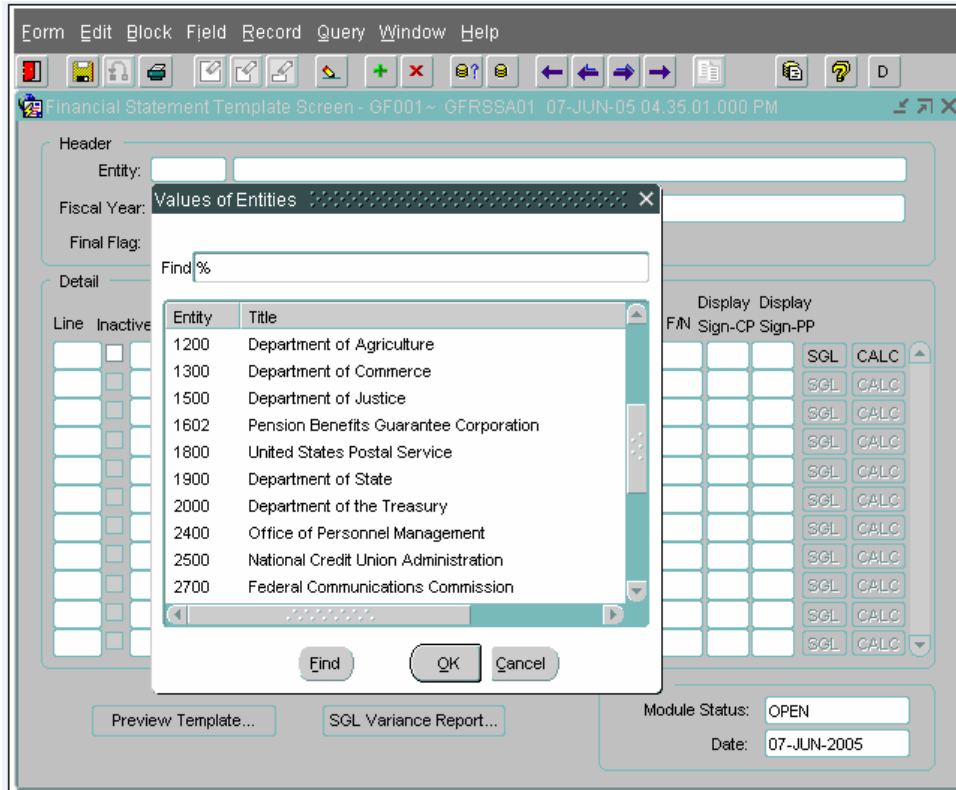 Form Edit Block Field Record Query Window Help
D
Financial Statement Template Screen - GF001~ GFRSSA01 07-JUN-05 04.35.01.000 PM
Header
Entity:
Fiscal Year:
Final Flag:
Values of Entities
Find %
Entity Title
1200 Department of Agriculture
1300 Department of Commerce
1500 Department of Justice
1602 Pension Benefits Guarantee Corporation
1800 United States Postal Service
1900 Department of State
2000 Department of the Treasury
2400 Office of Personnel Management
2500 National Credit Union Administration
2700 Federal Communications Commission
Find OK Cancel
Detail
Display Display
Line Inactive F/N Sign-CP Sign-PP
SGL CALC
SGL CALC
SGL CALC
SGL CALC
SGL CALC
SGL CALC
SGL CALC
SGL CALC
SGL CALC
SGL CALC
SGL CALC
Preview Template... SGL Variance Report...
Module Status: OPEN
Date: 07-JUN-2005